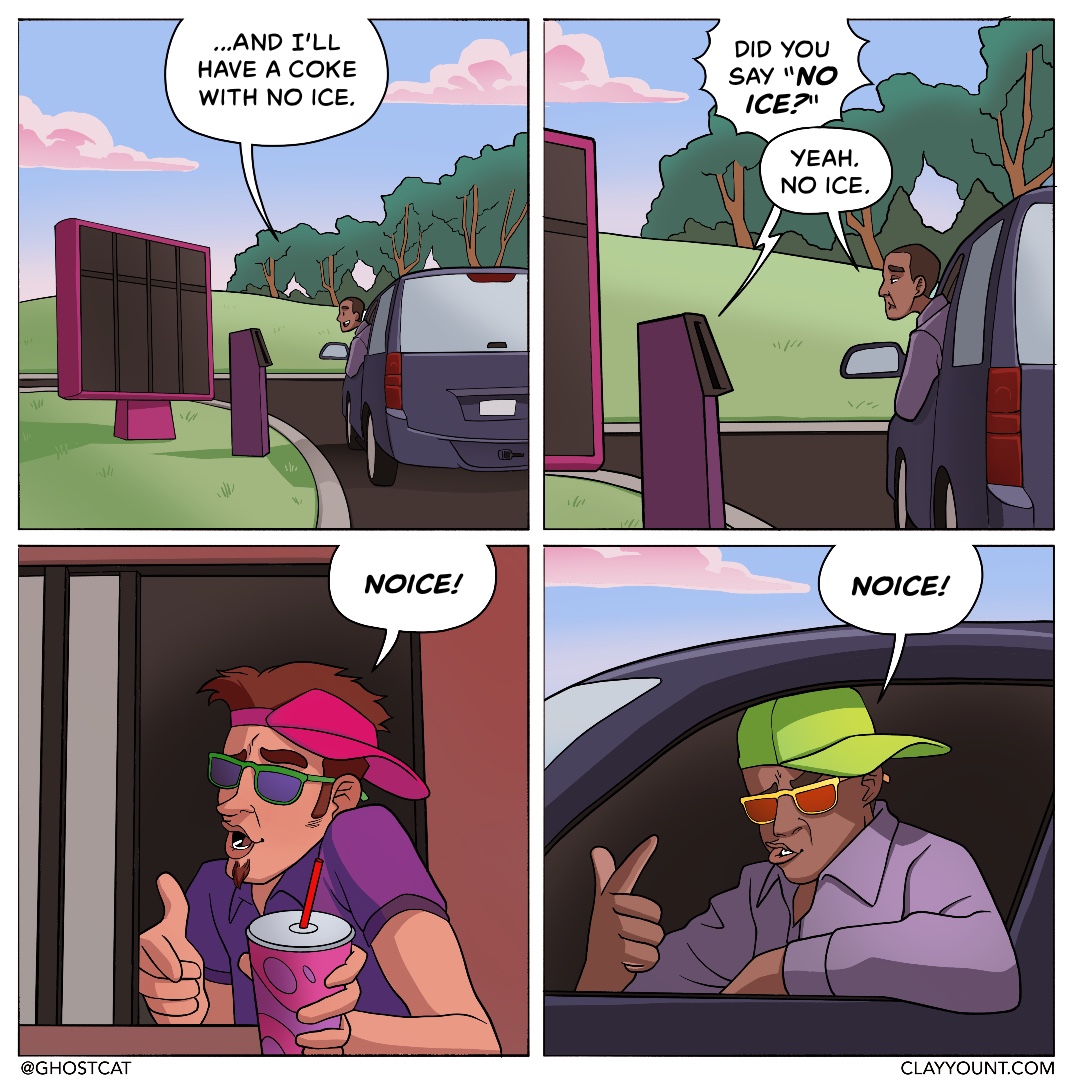 ...AND I'LL
HAVE A COKE
WITH NO ICE.
DID YOU
SAY "NO
ICE?"
YEAH.
NO ICE.
NOICE!
NOICE!
@GHOSTCAT
CLAYYOUNT.COM